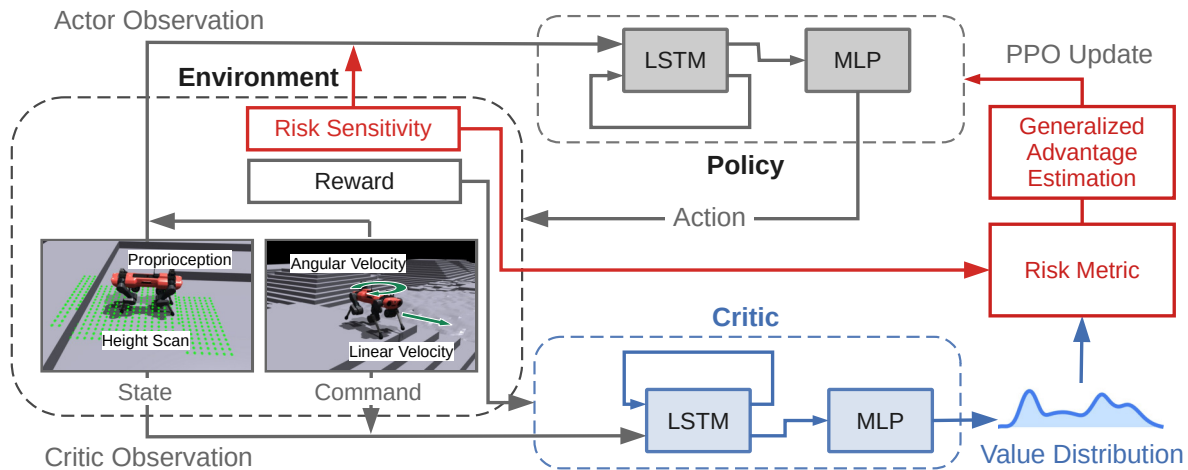 Actor Observation
Environment
Risk Sensitivity
Reward
Proprioception
Height Scan
State
Angular Velocity
Linear Velocity
Command
Critic Observation
LSTM
MLP
Policy
Action
PPO Update
Generalized
Advantage
Estimation
Risk Metric
Critic
LSTM
MLP
Value Distribution